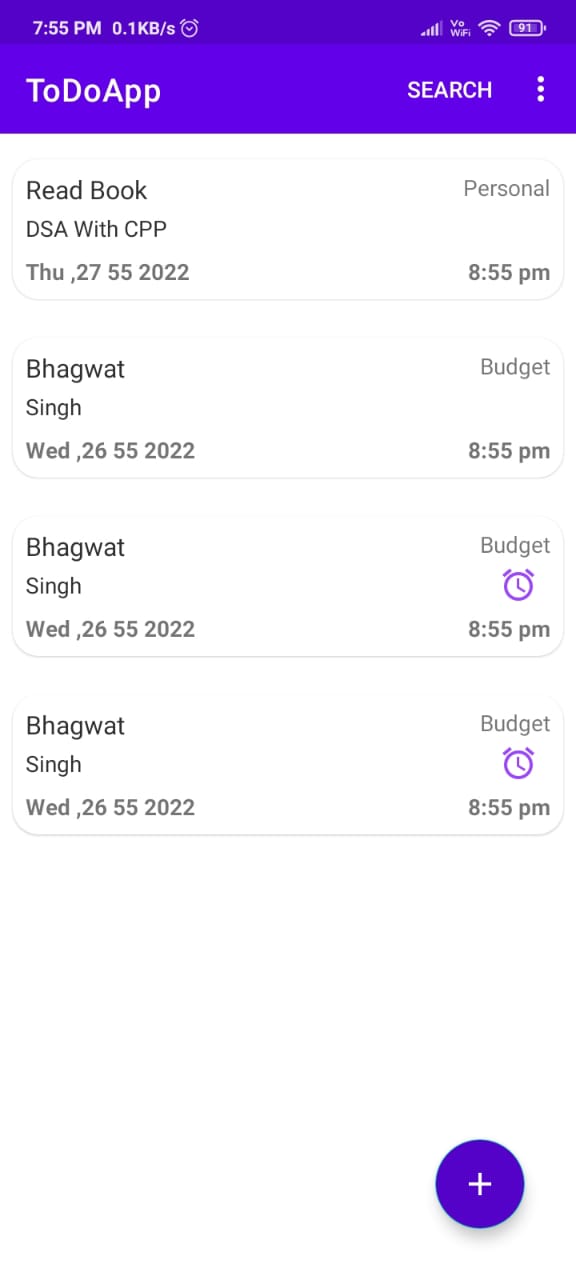 7:55 PM 0.1KB/s Vo WiFi 91
ToDoApp SEARCH
Read Book Personal
DSA With CPP
Thu ,27 55 2022 8:55 pm
Bhagwat Budget
Singh
Wed ,26 55 2022 8:55 pm
Bhagwat Budget
Singh
Wed ,26 55 2022 8:55 pm
Bhagwat Budget
Singh
Wed ,26 55 2022 8:55 pm
+